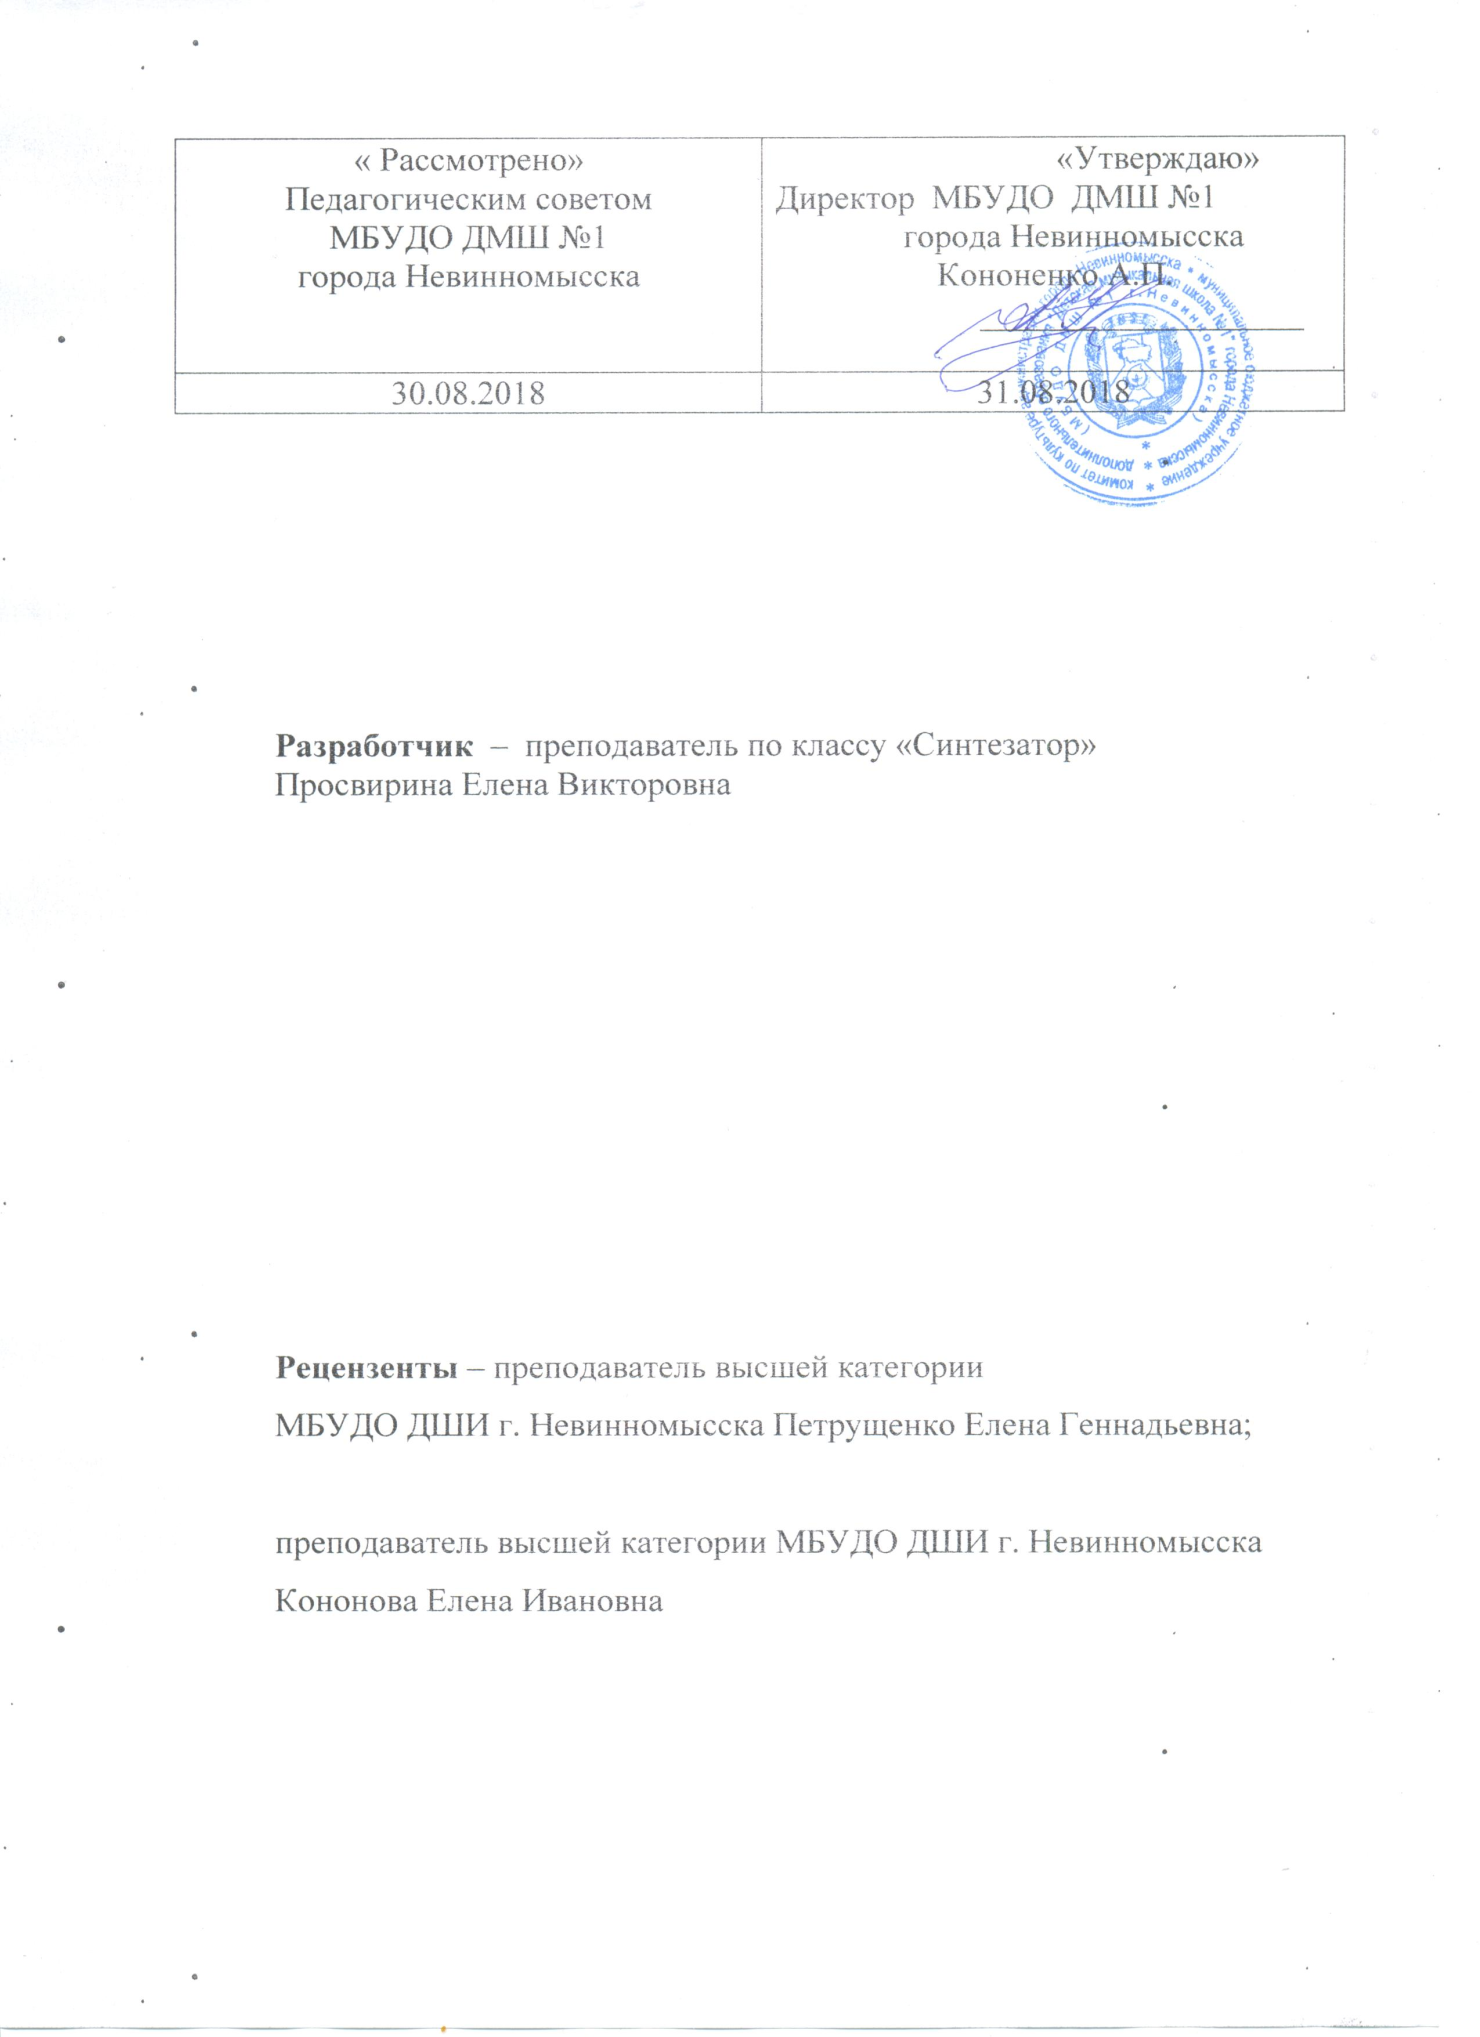 « Рассмотрено»
Педагогическим советом
МБУДО ДМШ №1
города Невинномысска
«Утверждаю»
Директор МБУДО ДМШ №1
города Невинномысска
Кононенко А.П.
30.08.2018
31.08.2018
Разработчик – преподаватель по классу «Синтезатор»
Просвирина Елена Викторовна
Рецензенты – преподаватель высшей категории
МБУДО ДШИ г. Невинномысска Петрущенко Елена Геннадьевна;
преподаватель высшей категории МБУДО ДШИ г. Невинномысска
Кононова Елена Ивановна